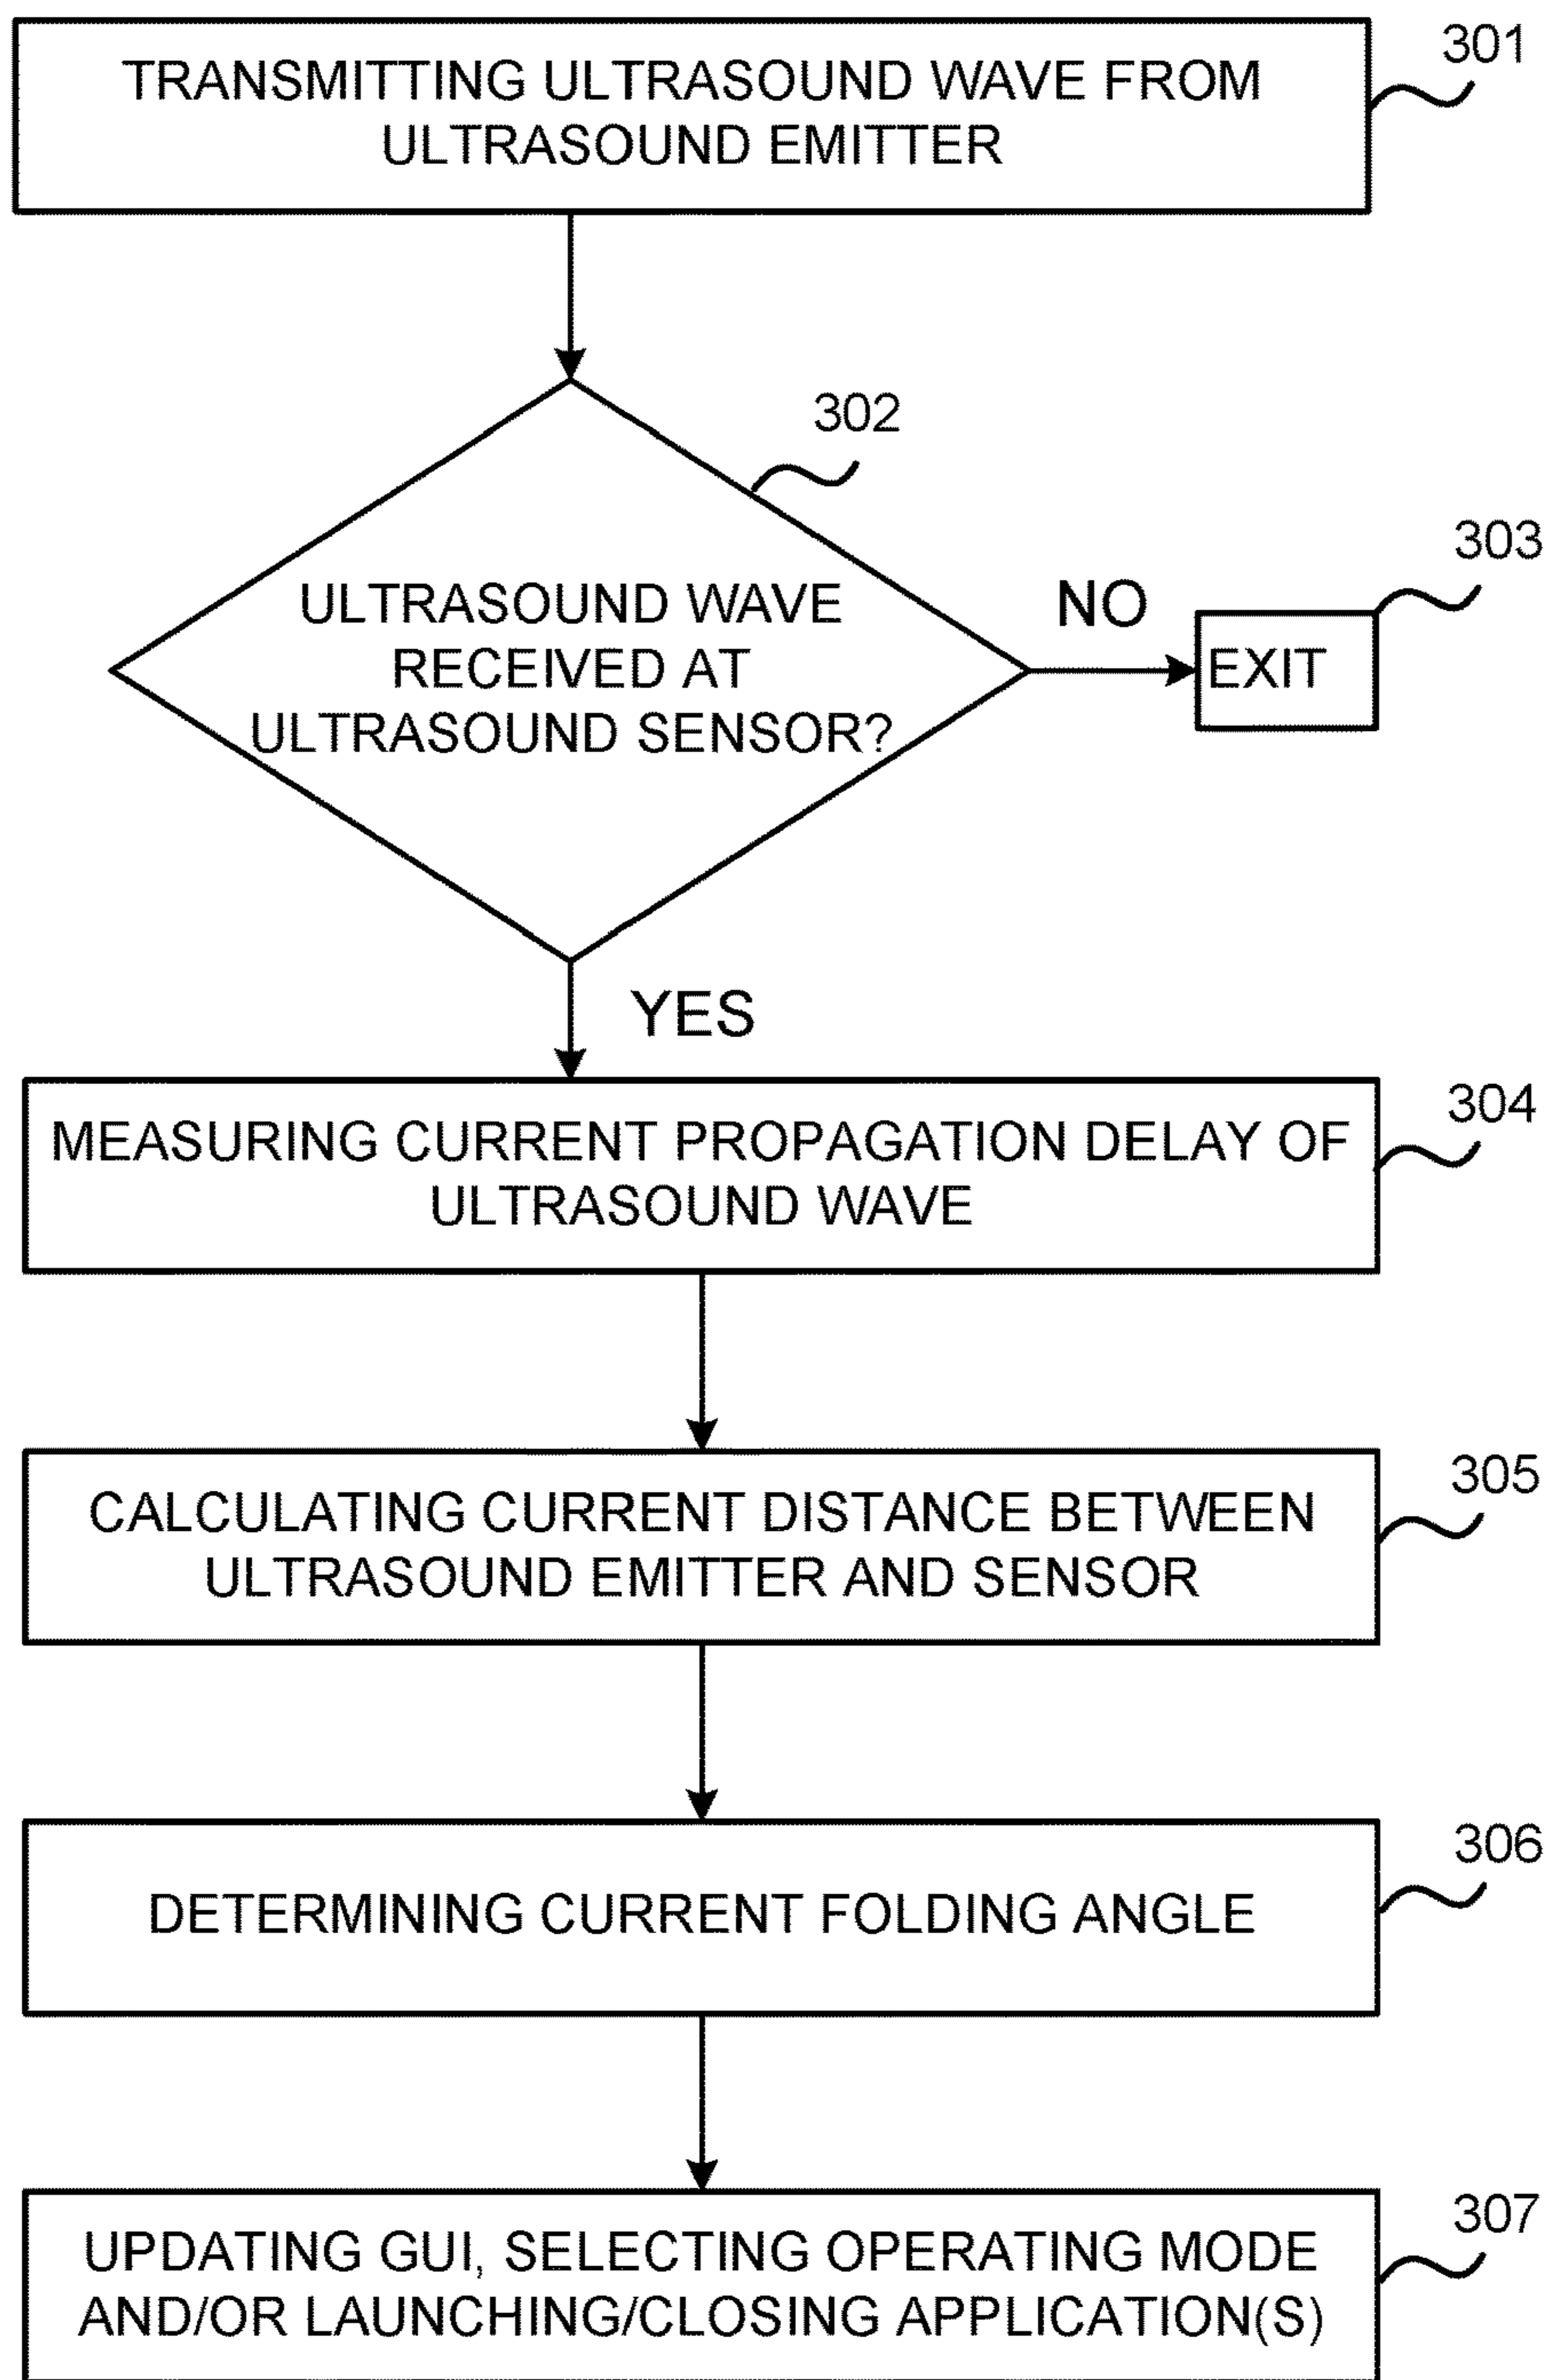 301
TRANSMITTING ULTRASOUND WAVE FROM
ULTRASOUND EMITTER
302
303
ULTRASOUND WAVE
RECEIVED AT
ULTRASOUND SENSOR?
NO
EXIT
YES
304
MEASURING CURRENT PROPAGATION DELAY OF
ULTRASOUND WAVE
305
CALCULATING CURRENT DISTANCE BETWEEN
ULTRASOUND EMITTER AND SENSOR
306
DETERMINING CURRENT FOLDING ANGLE
307
UPDATING GUI, SELECTING OPERATING MODE
AND/OR LAUNCHING/CLOSING APPLICATION(S)